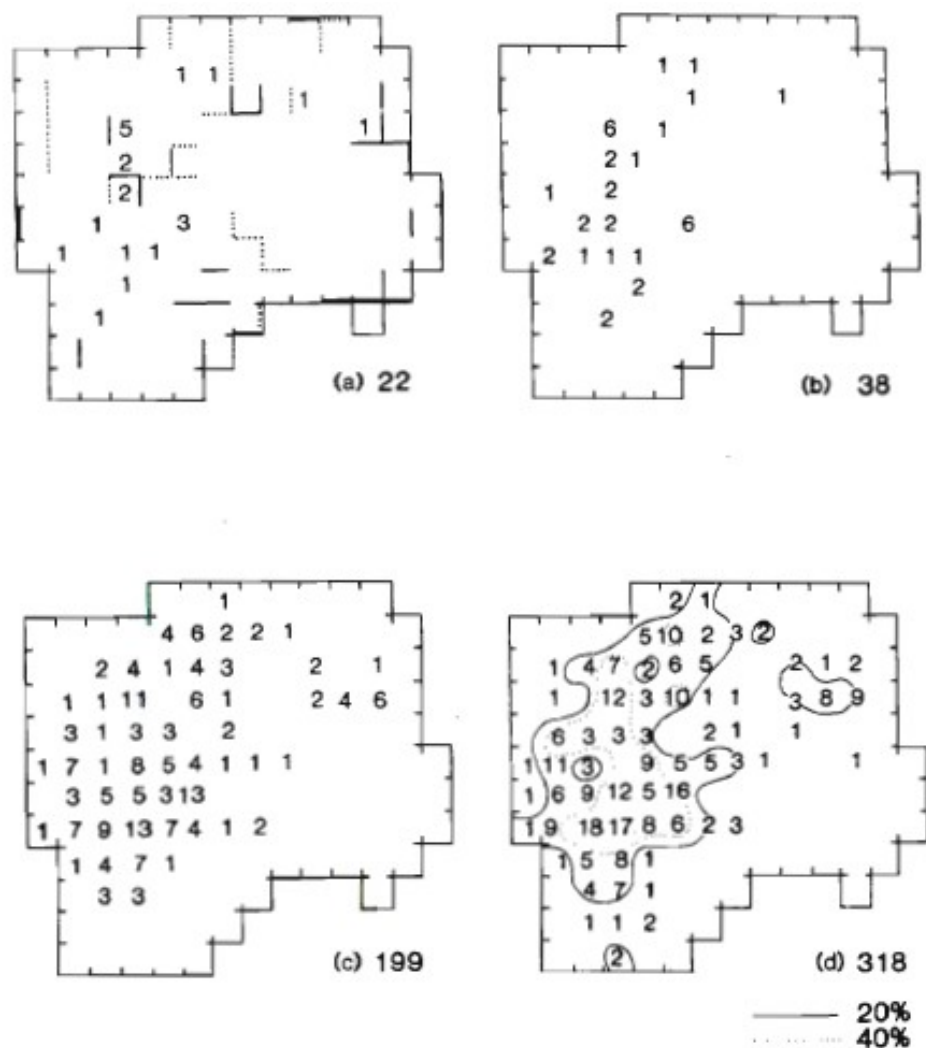 1 1
1
5 1
2
2
1 3
1 1 1
1
1
(a) 22
1 1
1 1
6 1
2 1
1 2
2 2 6
2 1 1 1
2
2
(b) 38
1
4 6 2 2 1
2 4 1 4 3 2 1
1 1 11 6 1 2 4 6
3 1 3 3 2
1 7 1 8 5 4 1 1 1
3 5 5 3 13
1 7 9 13 7 4 1 2
1 4 7 1
3 3
(c) 199
2 1
5 10 2 3 2
1 4 7 2 6 5 2 1 2
1 12 3 10 1 1 3 8 9
6 3 3 3 2 1 1
1 11 3 9 5 5 3 1 1
1 6 9 12 5 16
1 9 18 17 8 6 2 3
1 5 8 1
4 7 1
1 1 2
2
(d) 318
20%
40%